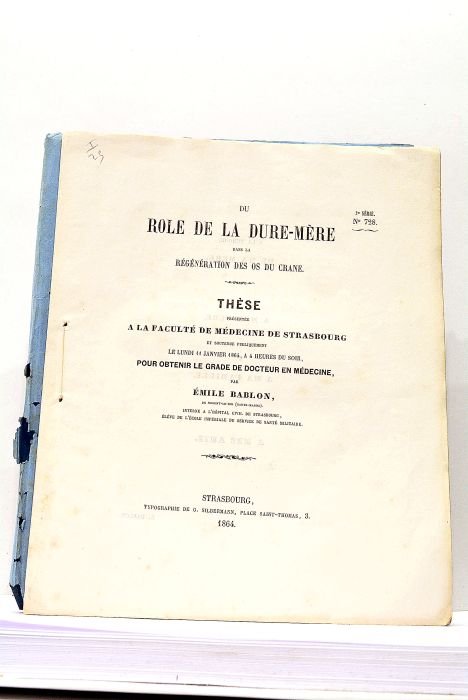 DU
ROLE DE LA DURE-MÈRE
2e SÉRIE.
No 728.
DANS LA
RÉGÉNÉRATION DES OS DU CRANE.
THÈSE
PRÉSENTÉE
A LA FACULTÉ DE MÉDECINE DE STRASBOURG
ET SOUTENUE PUBLIQUEMENT
LE LUNDI 11 JANVIER 1864, A 4 HEURES DU SOIR,
POUR OBTENIR LE GRADE DE DOCTEUR EN MÉDECINE,
PAR
ÉMILE BABLON,
INTERNE A L'HÔPITAL CIVIL DE STRASBOURG,
ÉLÈVE DE L'ÉCOLE IMPÉRIALE DU SERVICE DE SANTÉ MILITAIRE.
STRASBOURG,
TYPOGRAPHIE DE G. SILBERMANN, PLACE SAINT-THOMAS, 3.
1864.